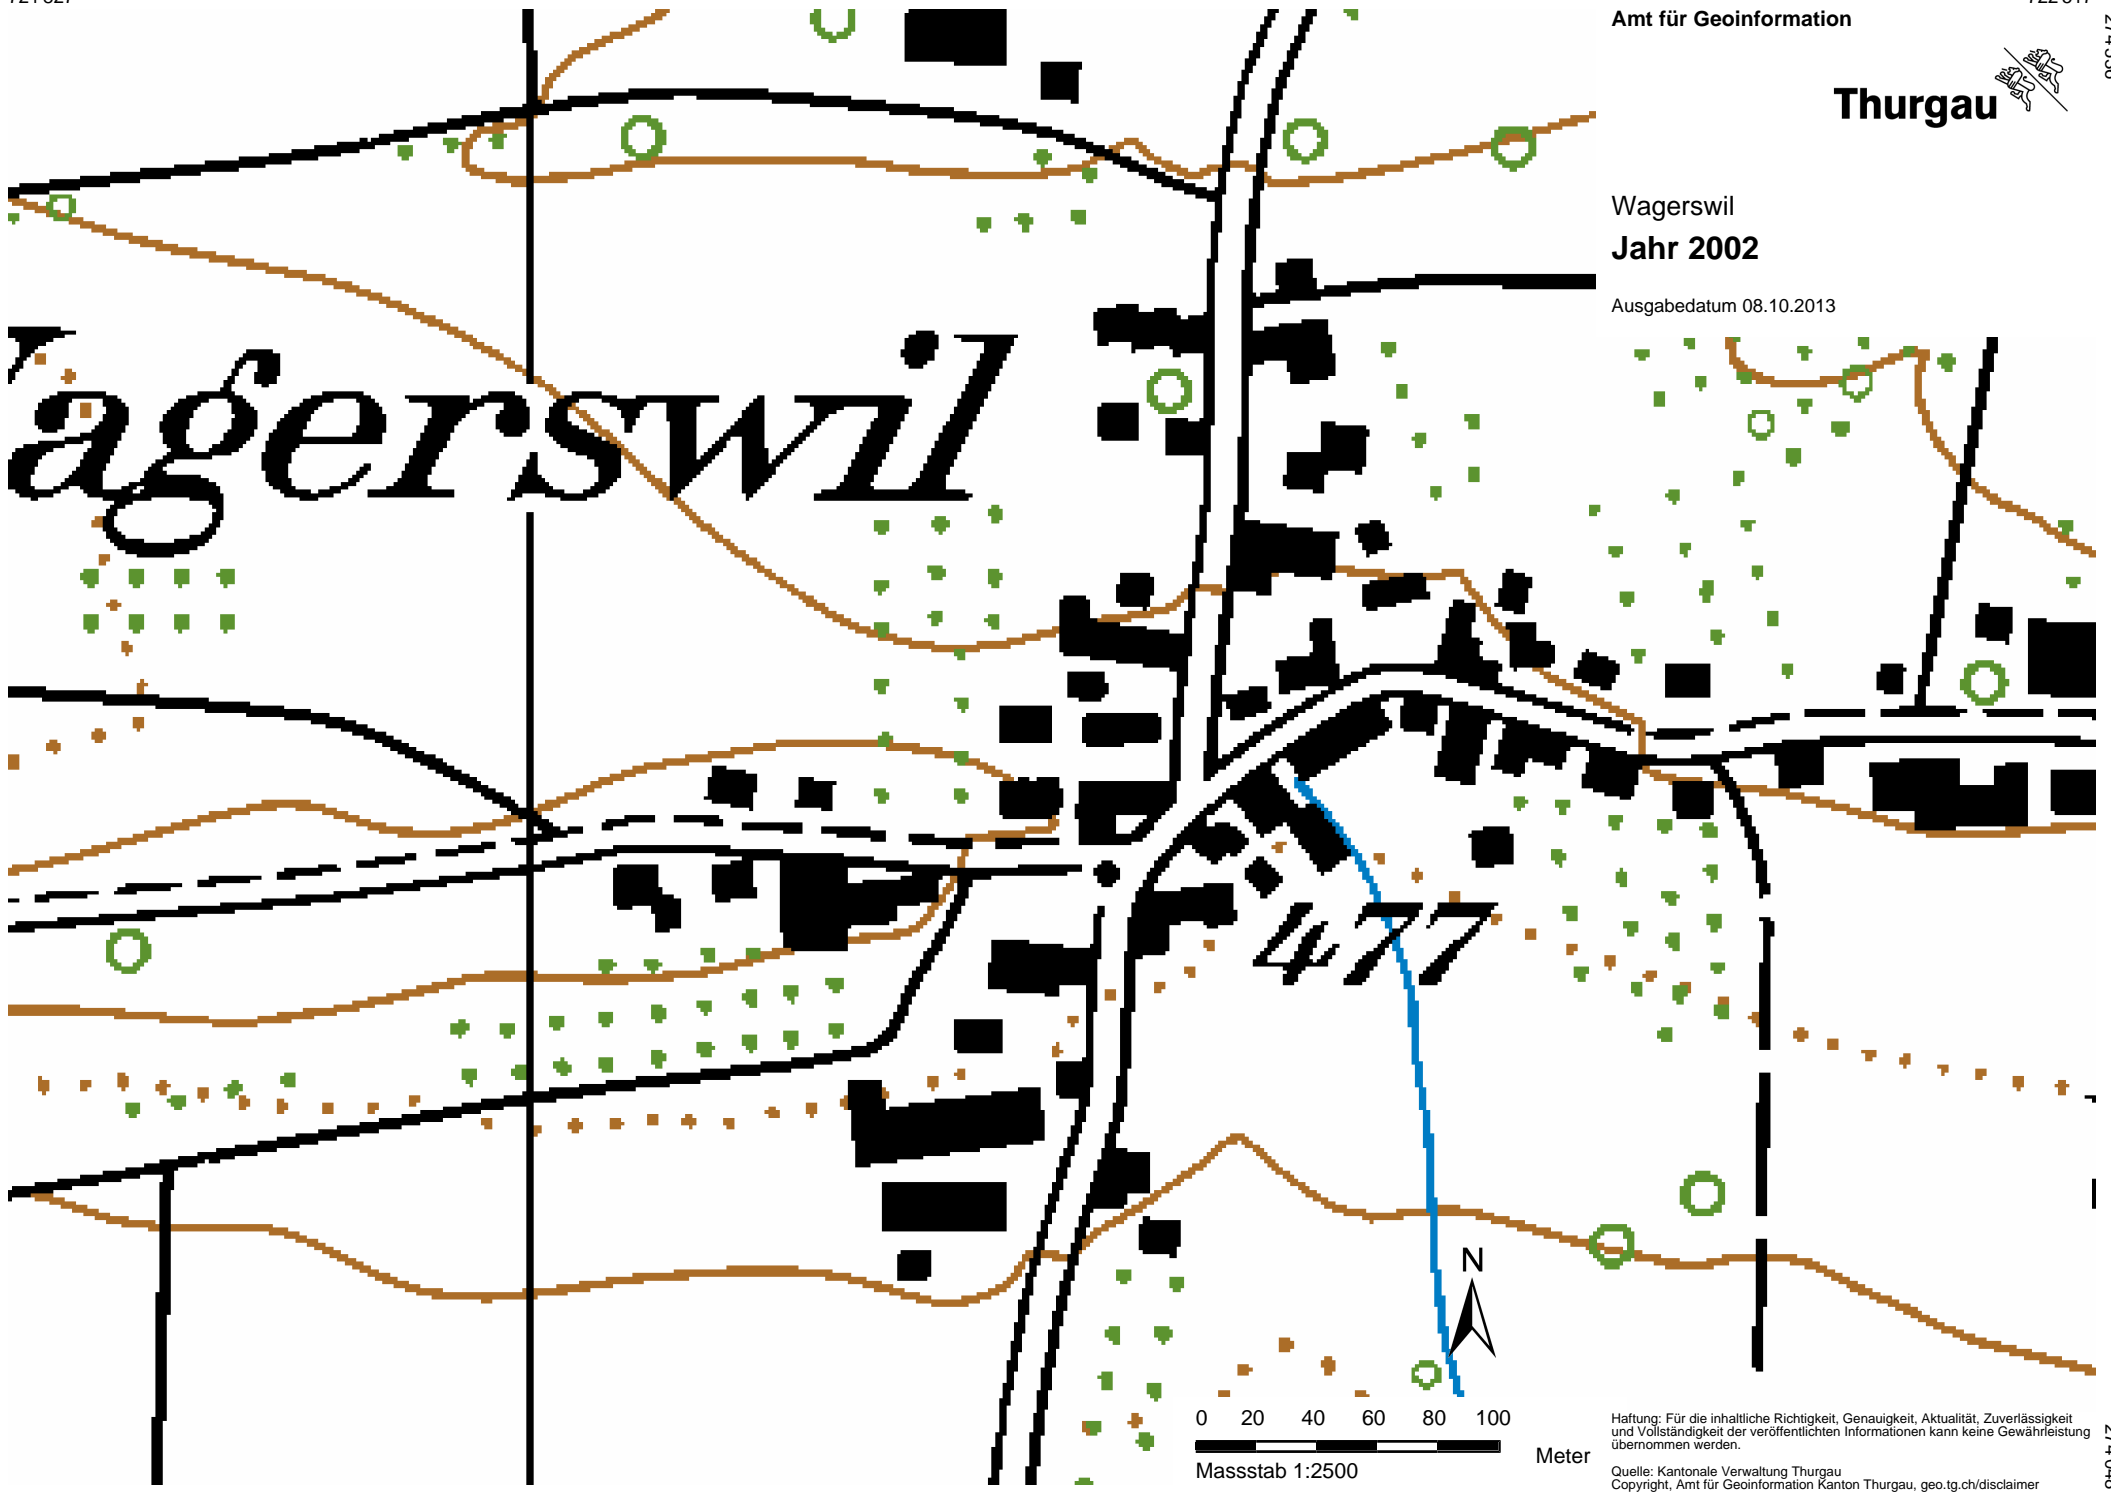 Amt für Geoinformation
Thurgau
Wagerswil
Jahr 2002
Ausgabedatum 08.10.2013
agerswil
477
N
0 20 40 60 80 100
Meter
Massstab 1:2500
Haftung: Für die inhaltliche Richtigkeit, Genauigkeit, Aktualität, Zuverlässigkeit
und Vollständigkeit der veröffentlichten Informationen kann keine Gewährleistung
übernommen werden.
Quelle: Kantonale Verwaltung Thurgau
Copyright, Amt für Geoinformation Kanton Thurgau, geo.tg.ch/disclaimer